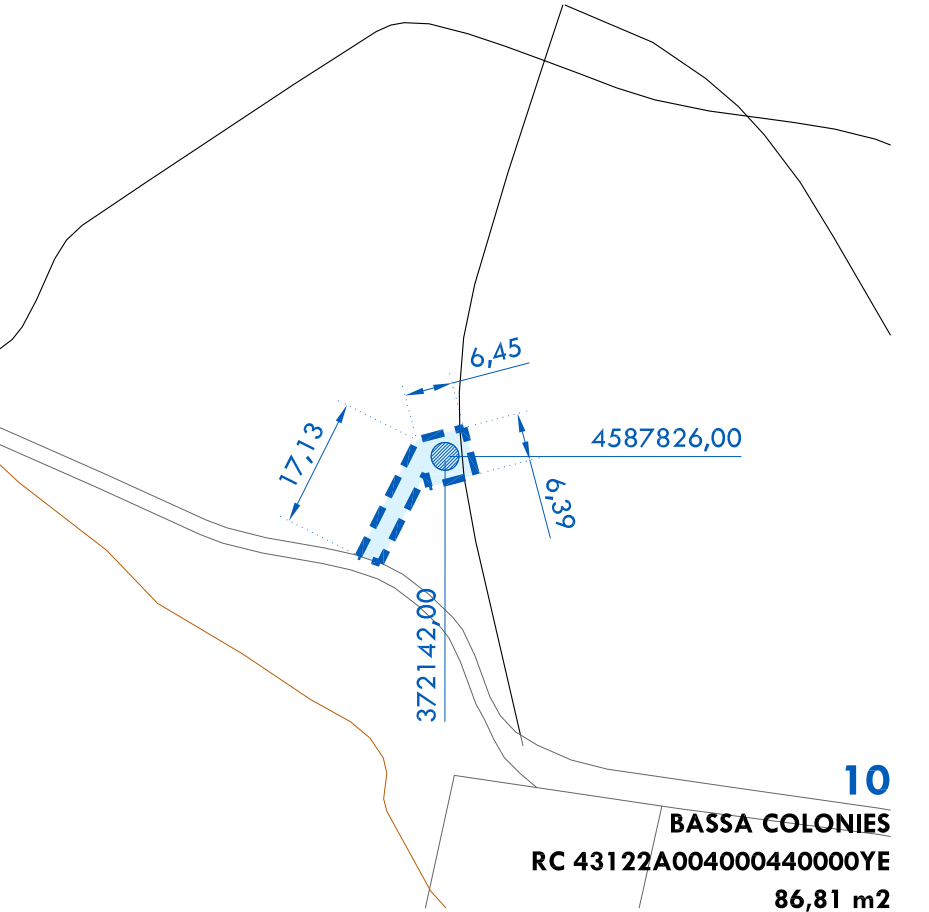 6,45
17,13
4587826,00
6,39
372142,00
10
BASSA COLONIES
RC 43122A004000440000YE
86,81 m2